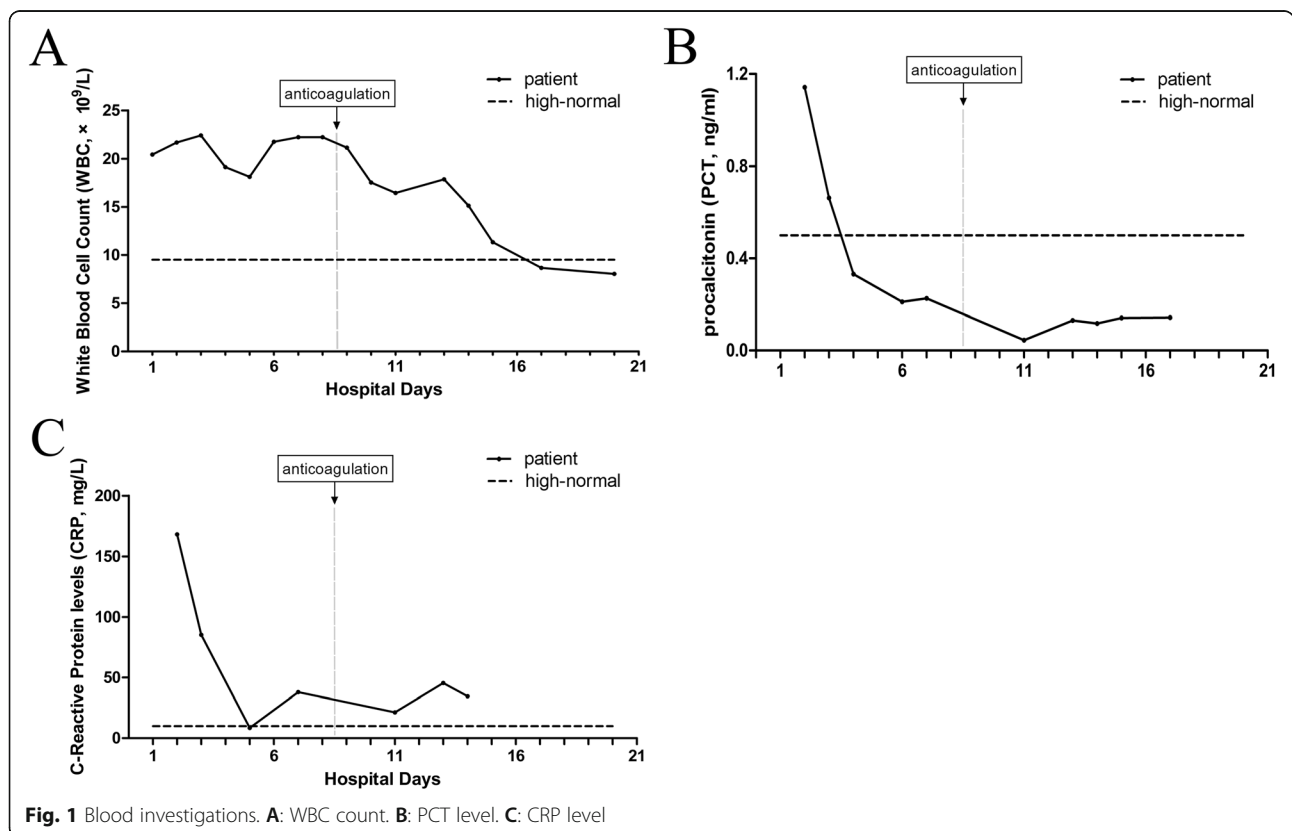 A
anticoagulation
patient
high-normal
White Blood Cell Count (WBC, × 10⁹/L)
25
20
15
10
5
0
1 6 11 16 21
Hospital Days
B
anticoagulation
patient
high-normal
procalcitonin (PCT, ng/ml)
1.2
0.8
0.4
0.0
1 6 11 16 21
C
anticoagulation
patient
high-normal
C-Reactive Protein levels (CRP, mg/L)
200
150
100
50
0
1 6 11 16 21
Hospital Days
Fig. 1 Blood investigations. A: WBC count. B: PCT level. C: CRP level